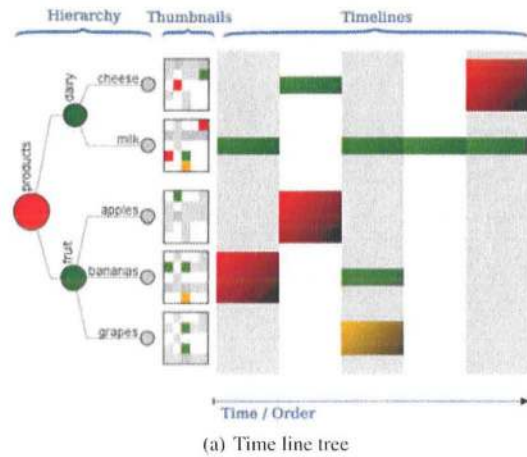 Hierarchy Thumbnails Timelines
cheese
dairy
milk
products
apples
fruit
bananas
grapes
Time / Order
(a) Time line tree